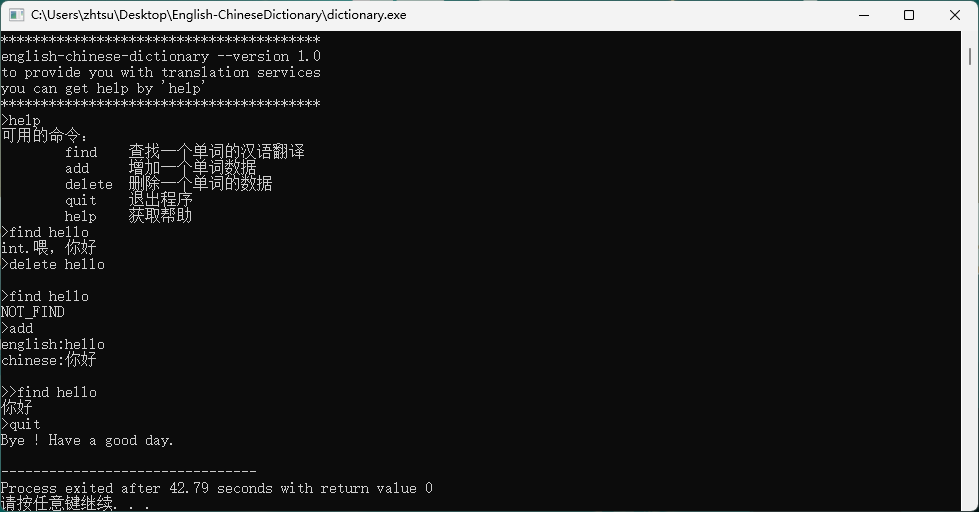 C:\Users\zhtsu\Desktop\English-ChineseDictionary\dictionary.exe
****************************************
english-chinese-dictionary --version 1.0
to provide you with translation services
you can get help by 'help'
****************************************
>help
可用的命令：
find 查找一个单词的汉语翻译
add 增加一个单词数据
delete 删除一个单词的数据
quit 退出程序
help 获取帮助
>find hello
int.喂，你好
>delete hello
>find hello
NOT_FIND
>add
english:hello
chinese:你好
>>find hello
你好
>quit
Bye ! Have a good day.
--------------------------------
Process exited after 42.79 seconds with return value 0
请按任意键继续. . .